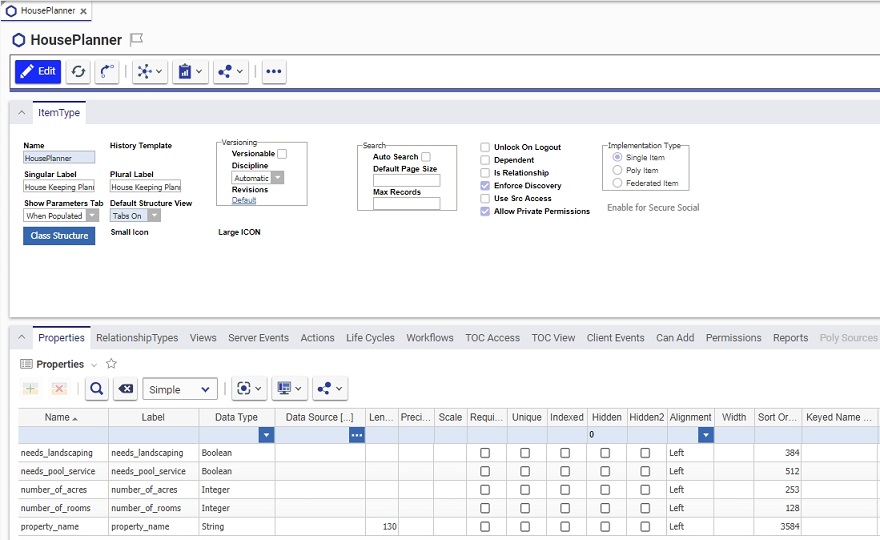 HousePlanner ×
HousePlanner
Edit
ItemType
Name
HousePlanner
History Template
Singular Label
House Keeping Plann
Plural Label
House Keeping Plann
Show Parameters Tab
When Populated
Default Structure View
Tabs On
Class Structure
Small Icon
Large ICON
Versioning
Versionable
Discipline
Automatic
Revisions
Default
Search
Auto Search
Default Page Size
Max Records
Unlock On Logout
Dependent
Is Relationship
Enforce Discovery
Use Src Access
Allow Private Permissions
Implementation Type
Single Item
Poly Item
Federated Item
Enable for Secure Social
Properties RelationshipTypes Views Server Events Actions Life Cycles Workflows TOC Access TOC View Client Events Can Add Permissions Reports Poly Sources
Properties
Simple
Name Label Data Type Data Source [...] Len... Preci... Scale Requi... Unique Indexed Hidden Hidden2 Alignment Width Sort Or... Keyed Name ...
0
needs_landscaping needs_landscaping Boolean Left 384
needs_pool_service needs_pool_service Boolean Left 512
number_of_acres number_of_acres Integer Left 253
number_of_rooms number_of_rooms Integer Left 128
property_name property_name String 130 Left 3584